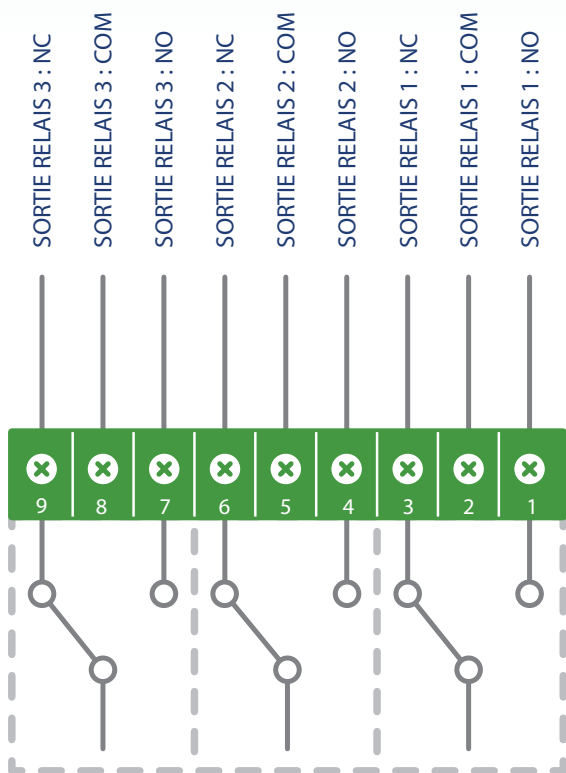 SORTIE RELAIS 3 : NC
SORTIE RELAIS 3 : COM
SORTIE RELAIS 3 : NO
SORTIE RELAIS 2 : NC
SORTIE RELAIS 2 : COM
SORTIE RELAIS 2 : NO
SORTIE RELAIS 1 : NC
SORTIE RELAIS 1 : COM
SORTIE RELAIS 1 : NO
9 8 7 6 5 4 3 2 1